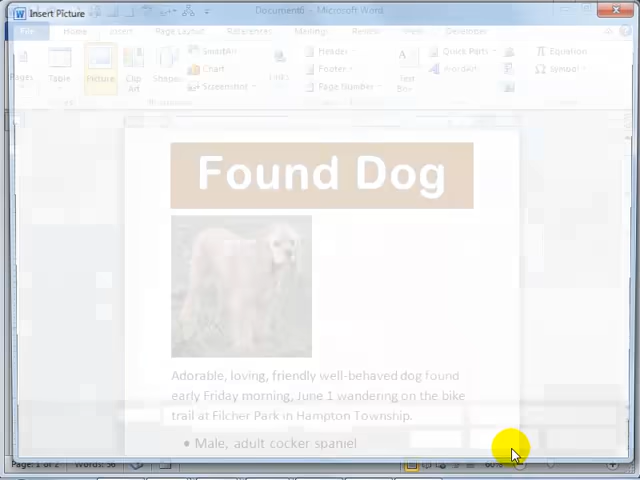 Insert Picture
Document6 - Microsoft Word
File Home Insert Page Layout References Mailings Review View Developer
SmartArt Header Quick Parts Equation
Pages Table Picture Clip Art Shapes Chart Links Footer Text Box WordArt Symbol
Screenshot Page Number
Found Dog
Adorable, loving, friendly well-behaved dog found
early Friday morning, June 1 wandering on the bike
trail at Filcher Park in Hampton Township.
• Male, adult cocker spaniel
Page: 1 of 2 Words: 56 60%